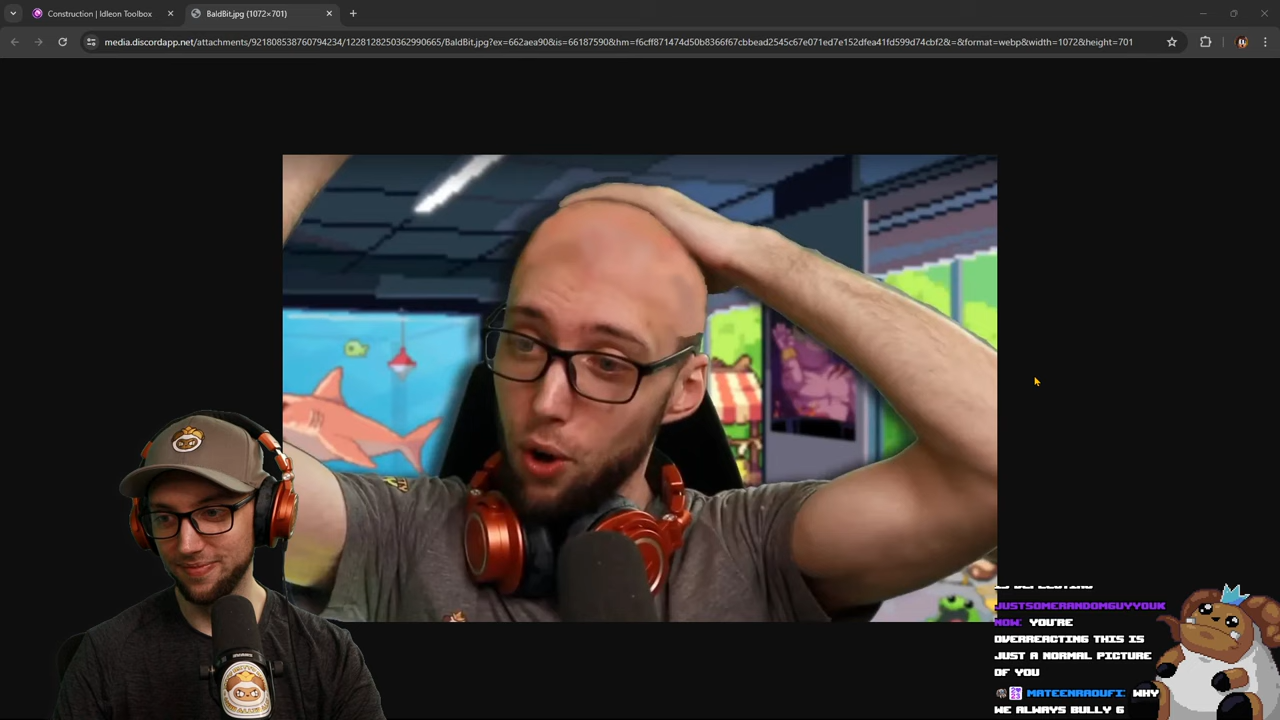 Construction | Idleon Toolbox
BaldBit.jpg (1072×701)
media.discordapp.net/attachments/921808538760794234/1228128250362990665/BaldBit.jpg?ex=662aea90&is=66187590&hm=f6cff871474d50b8366f67cbbead2545c67e071ed7e152dfea41fd599d74cbf2&=&format=webp&width=1072&height=701
IS DEFLECTING
JUSTSOMERANDOMGUYYOUK
NOW: YOU'RE
OVERREACTING THIS IS
JUST A NORMAL PICTURE
OF YOU
MATEENRAOUFI: WHY
WE ALWAYS BULLY G